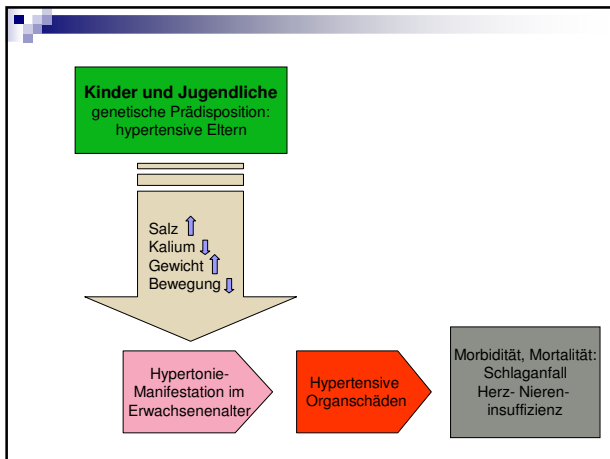 Kinder und Jugendliche
genetische Prädisposition:
hypertensive Eltern
Salz
Kalium
Gewicht
Bewegung
Hypertonie-
Manifestation im
Erwachsenenalter
Hypertensive
Organschäden
Morbidität, Mortalität:
Schlaganfall
Herz- Nieren-
insuffizienz